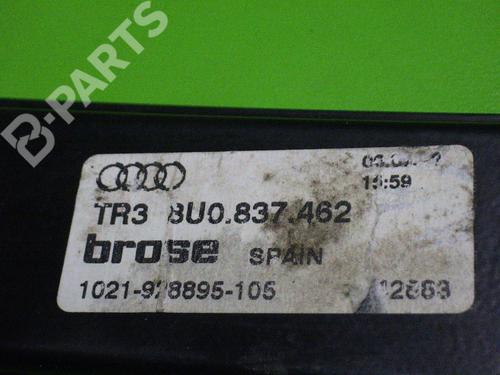 B-PARTS
15:59
TR3 8U0.837.462
brose SPAIN
1021-928895-105